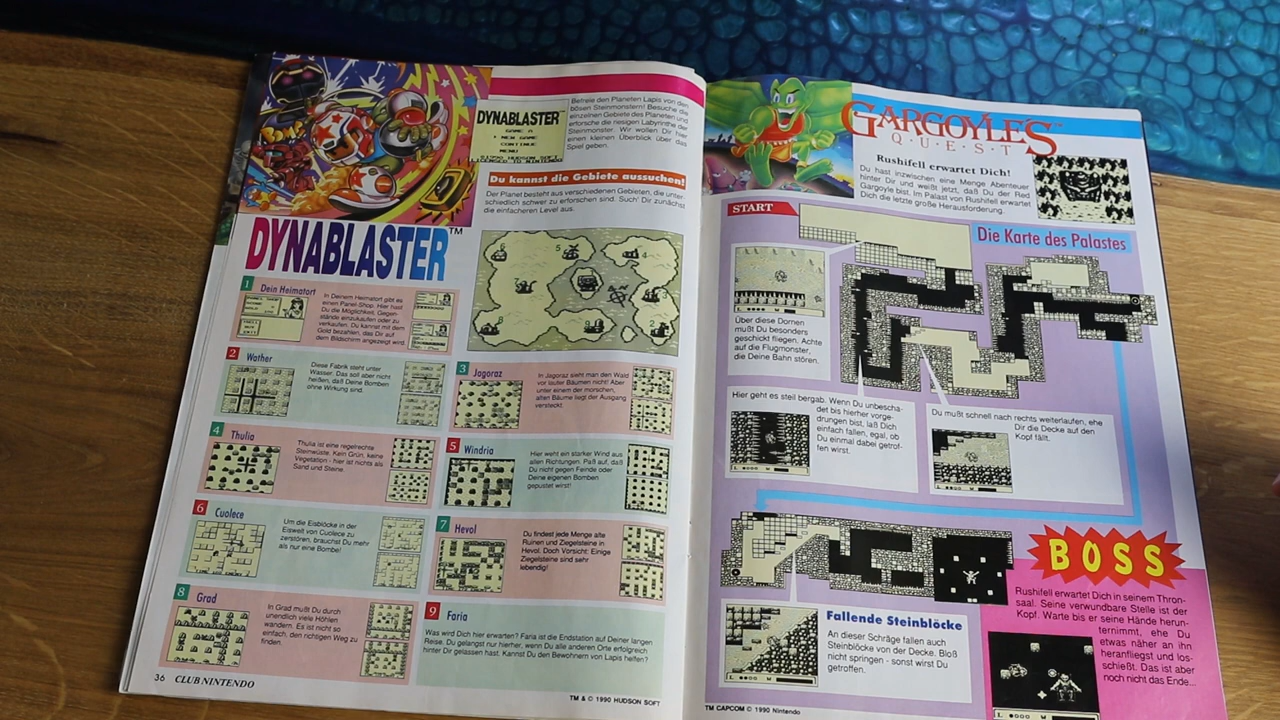 Befreie den Planeten Lapis von den
bösen Steinmonstern! Besuche die
einzelnen Gebiete des Planeten und
erforsche die riesigen Labyrinthe der
Steinmonster. Wir wollen Dir hier
einen kleinen Überblick über das
Spiel geben.
DYNABLASTER
GAME A
NEW GAME
CONTINUE
MENU
Du kannst die Gebiete aussuchen!
Der Planet besteht aus verschiedenen Gebieten, die unter-
schiedlich schwer zu erforschen sind. Such' Dir zunächst
die einfacheren Level aus.
DYNABLASTER™
1 Dein Heimatort
In Deinem Heimatort gibt es
einen Panel-Shop. Hier hast
Du die Möglichkeit, Gegen-
stände einzukaufen oder zu
verkaufen. Du kannst mit dem
Gold bezahlen, das Dir auf
dem Bildschirm angezeigt wird.
2 Wother
Diese Fabrik steht unter
Wasser. Das soll aber nicht
heißen, daß Deine Bomben
ohne Wirkung sind.
3 Jagoraz
In Jagoraz sieht man den Wald
vor lauter Bäumen nicht! Aber
unter einem der morschen,
alten Bäume liegt der Ausgang
versteckt.
4 Thulia
Thulia ist eine regelrechte
Steinwüste. Kein Grün, keine
Vegetation - hier ist nichts als
Sand und Steine.
5 Windria
Hier weht ein starker Wind aus
allen Richtungen. Paß auf, daß
Du nicht gegen Feinde oder
Deine eigenen Bomben
gepustet wirst!
6 Cuolece
Um die Eisblöcke in der
Eiswelt von Cuolece zu
zerstören, brauchst Du mehr
als nur eine Bombe!
7 Hevol
Du findest jede Menge alte
Ruinen und Ziegelsteine in
Hevol. Doch Vorsicht: Einige
Ziegelsteine sind sehr
lebendig!
8 Grad
In Grad mußt Du durch
unendlich viele Höhlen
wandern. Es ist nicht so
einfach, den richtigen Weg zu
finden.
9 Faria
Was wird Dich hier erwarten? Faria ist die Endstation auf Deiner langen
Reise. Du gelangst nur hierher, wenn Du alle anderen Orte erfolgreich
hinter Dir gelassen hast. Kannst Du den Bewohnern von Lapis helfen?
36 CLUB NINTENDO
TM & © 1990 HUDSON SOFT
GARGOYLE'S
QUEST™
Rushifell erwartet Dich!
Du hast inzwischen eine Menge Abenteuer
hinter Dir und weißt jetzt, daß Du der Red
Gargoyle bist. Im Palast von Rushifell erwartet
Dich die letzte große Herausforderung.
START
Die Karte des Palastes
Über diese Dornen
mußt Du besonders
geschickt fliegen. Achte
auf die Flugmonster,
die Deine Bahn stören.
Hier geht es steil bergab. Wenn Du unbescha-
det bis hierher vorge-
drungen bist, laß Dich
einfach fallen, egal, ob
Du einmal dabei getrof-
fen wirst.
Du mußt schnell nach rechts weiterlaufen, ehe
Dir die Decke auf den
Kopf fällt.
Fallende Steinblöcke
An dieser Schräge fallen auch
Steinblöcke von der Decke. Bloß
nicht springen - sonst wirst Du
getroffen.
BOSS
Rushifell erwartet Dich in seinem Thron-
saal. Seine verwundbare Stelle ist der
Kopf. Warte bis er seine Hände herun-
ternimmt, ehe Du
etwas näher an ihn
heranfliegst und los-
schießt. Das ist aber
noch nicht das Ende...
TM CAPCOM © 1990 Nintendo